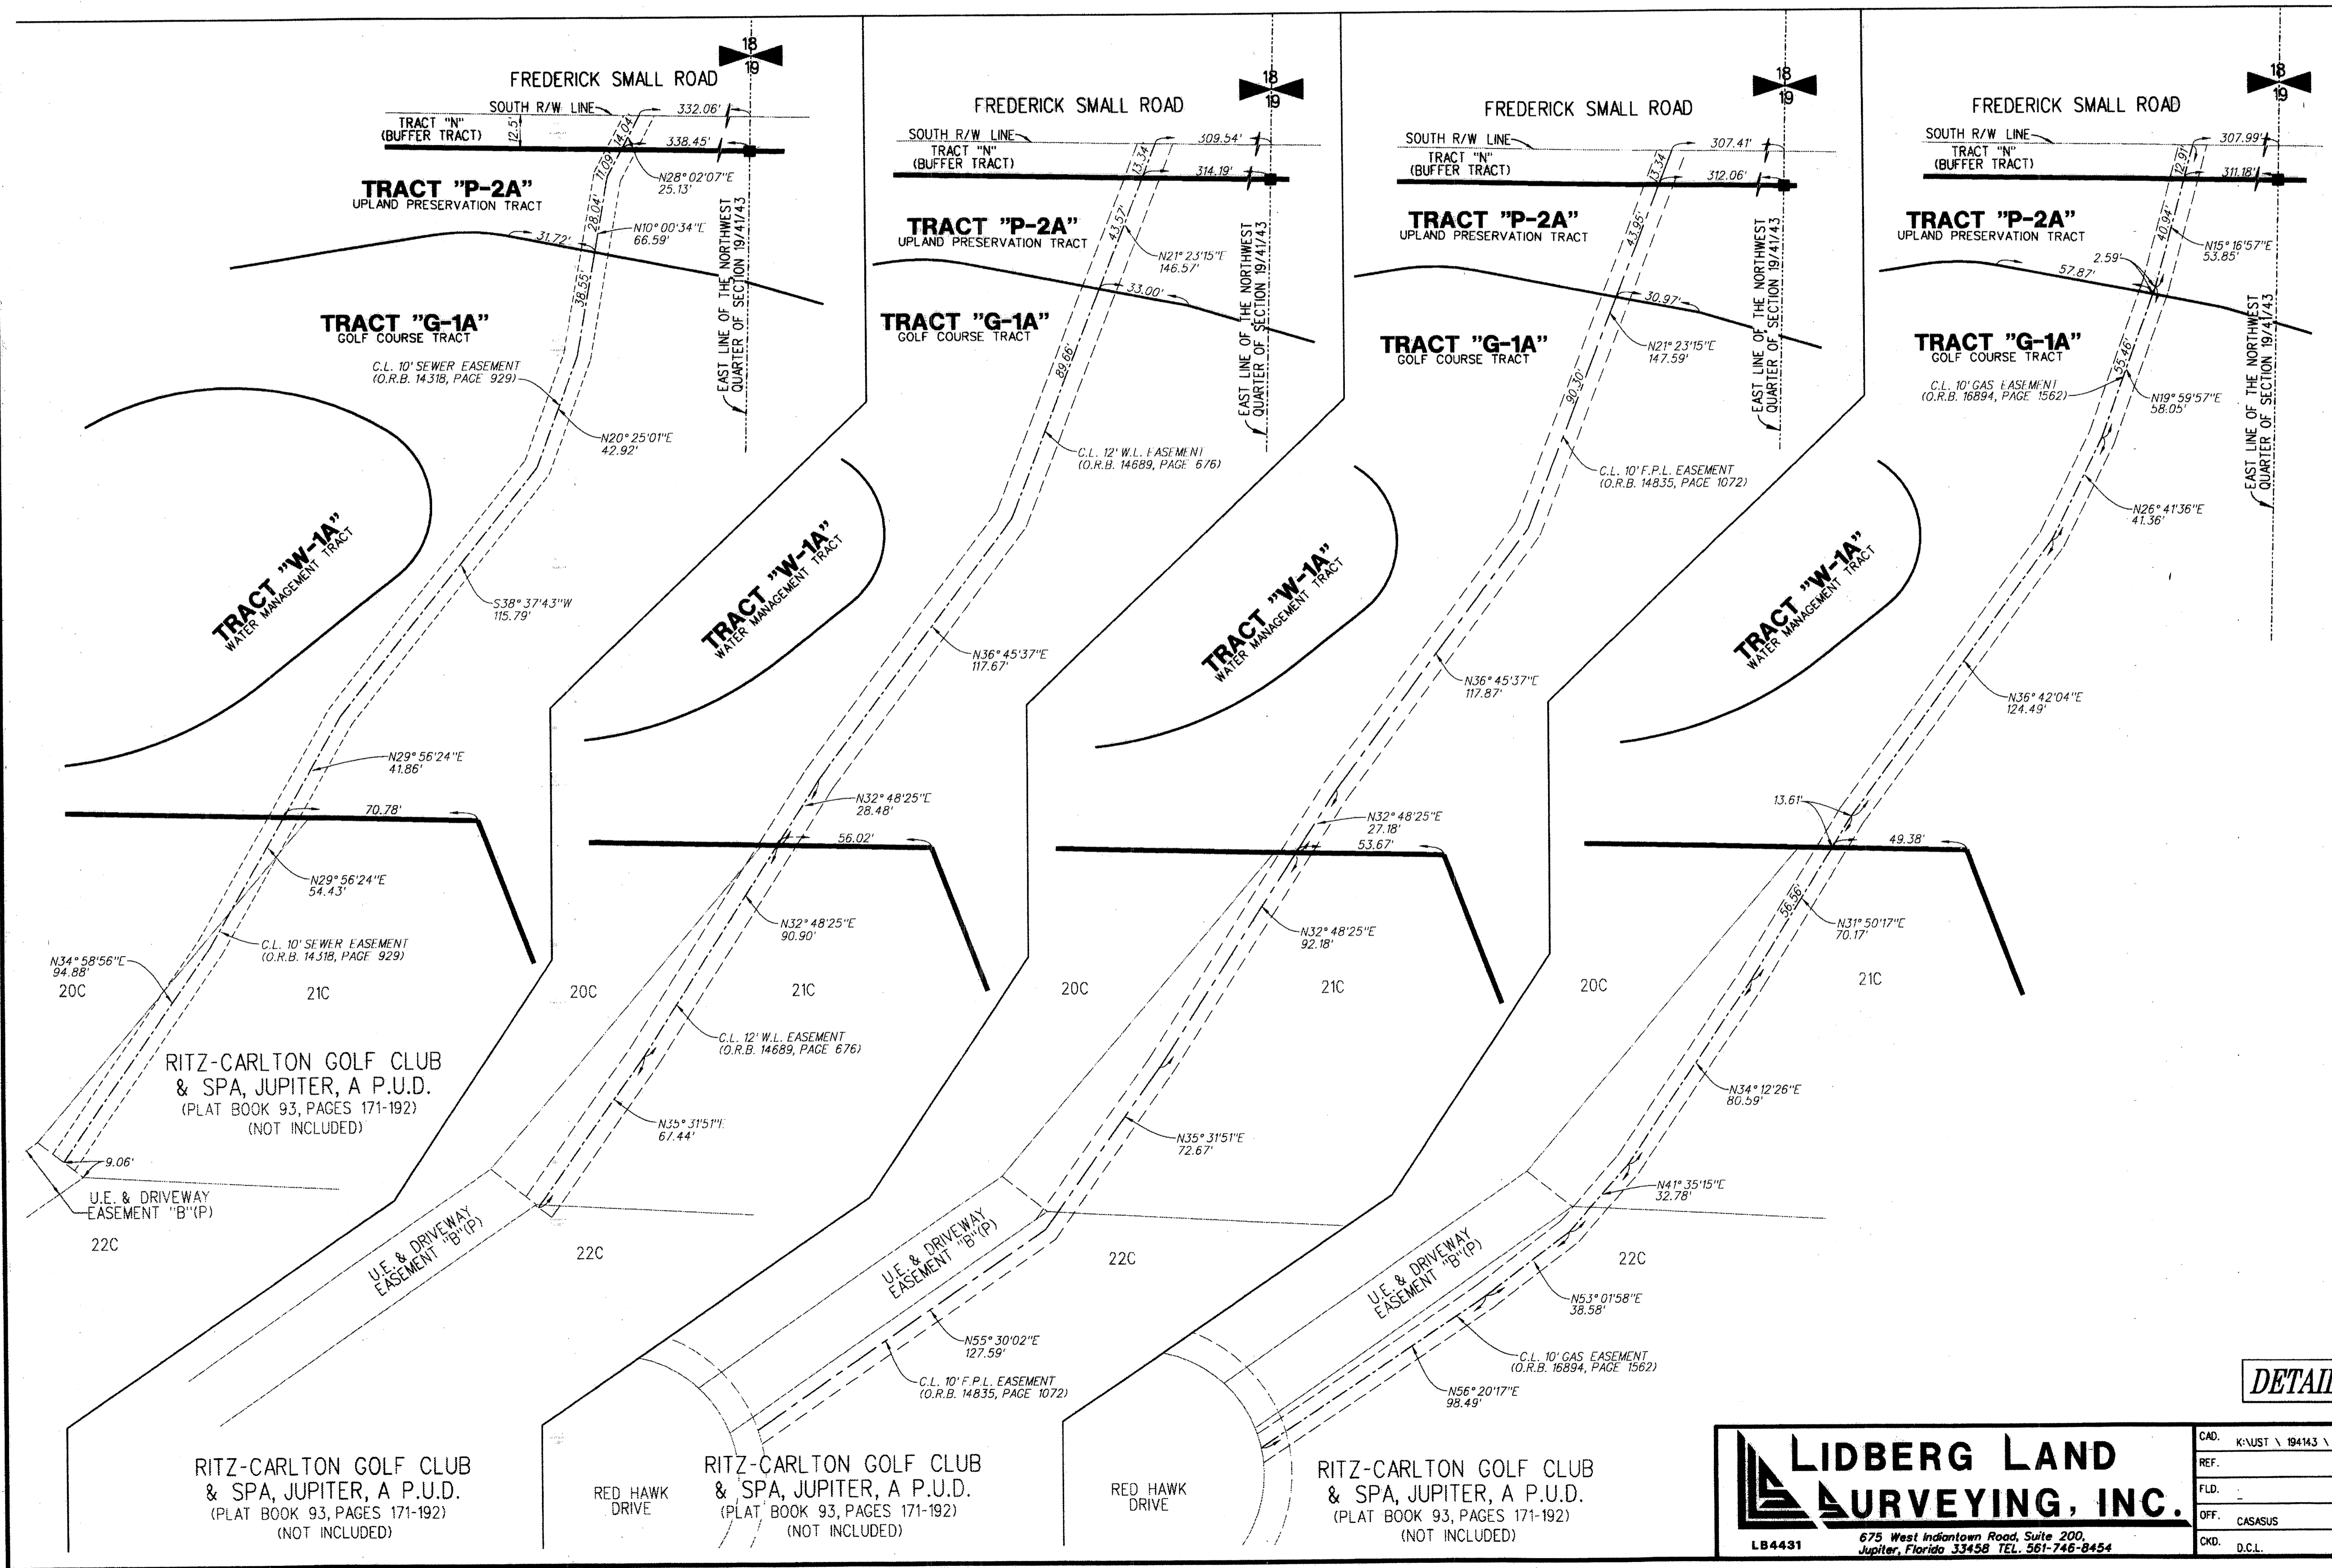 18
19
FREDERICK SMALL ROAD
SOUTH R/W LINE
332.06'
TRACT "N"
(BUFFER TRACT)
12.5'
14.04'
338.45'
11.09'
N28°02'07"E
25.13'
TRACT "P-2A"
UPLAND PRESERVATION TRACT
28.04'
N10°00'34"E
66.59'
31.72'
38.55'
EAST LINE OF THE NORTHWEST
QUARTER OF SECTION 19/41/43
TRACT "G-1A"
GOLF COURSE TRACT
C.L. 10' SEWER EASEMENT
(O.R.B. 14318, PAGE 929)
N20°25'01"E
42.92'
TRACT "W-1A"
WATER MANAGEMENT TRACT
S38°37'43"W
115.79'
N29°56'24"E
41.86'
70.78'
N29°56'24"E
54.43'
C.L. 10' SEWER EASEMENT
(O.R.B. 14318, PAGE 929)
N34°58'56"E
94.88'
20C
21C
RITZ-CARLTON GOLF CLUB
& SPA, JUPITER, A P.U.D.
(PLAT BOOK 93, PAGES 171-192)
(NOT INCLUDED)
9.06'
U.E. & DRIVEWAY
EASEMENT "B"(P)
22C
18
19
FREDERICK SMALL ROAD
SOUTH R/W LINE
309.54'
TRACT "N"
(BUFFER TRACT)
13.34'
314.19'
TRACT "P-2A"
UPLAND PRESERVATION TRACT
43.57'
N21°23'15"E
146.57'
33.00'
EAST LINE OF THE NORTHWEST
QUARTER OF SECTION 19/41/43
TRACT "G-1A"
GOLF COURSE TRACT
89.66'
C.L. 12' W.L. EASEMENT
(O.R.B. 14689, PAGE 676)
TRACT "W-1A"
WATER MANAGEMENT TRACT
N36°45'37"E
117.67'
N32°48'25"E
28.48'
56.02'
N32°48'25"E
90.90'
20C
21C
C.L. 12' W.L. EASEMENT
(O.R.B. 14689, PAGE 676)
N35°31'51"E
67.44'
U.E. & DRIVEWAY
EASEMENT "B"(P)
22C
RITZ-CARLTON GOLF CLUB
& SPA, JUPITER, A P.U.D.
(PLAT BOOK 93, PAGES 171-192)
(NOT INCLUDED)
18
19
FREDERICK SMALL ROAD
SOUTH R/W LINE
307.41'
TRACT "N"
(BUFFER TRACT)
13.34'
312.06'
TRACT "P-2A"
UPLAND PRESERVATION TRACT
43.95'
30.97'
EAST LINE OF THE NORTHWEST
QUARTER OF SECTION 19/41/43
TRACT "G-1A"
GOLF COURSE TRACT
N21°23'15"E
147.59'
90.30'
C.L. 10' F.P.L. EASEMENT
(O.R.B. 14835, PAGE 1072)
TRACT "W-1A"
WATER MANAGEMENT TRACT
N36°45'37"E
117.87'
N32°48'25"E
27.18'
53.67'
N32°48'25"E
92.18'
20C
21C
N35°31'51"E
72.67'
U.E. & DRIVEWAY
EASEMENT "B"(P)
22C
N55°30'02"E
127.59'
C.L. 10' F.P.L. EASEMENT
(O.R.B. 14835, PAGE 1072)
RED HAWK
DRIVE
RITZ-CARLTON GOLF CLUB
& SPA, JUPITER, A P.U.D.
(PLAT BOOK 93, PAGES 171-192)
(NOT INCLUDED)
18
19
FREDERICK SMALL ROAD
SOUTH R/W LINE
307.99'
TRACT "N"
(BUFFER TRACT)
12.91'
311.18'
TRACT "P-2A"
UPLAND PRESERVATION TRACT
40.94'
N15°16'57"E
53.85'
2.59'
57.87'
EAST LINE OF THE NORTHWEST
QUARTER OF SECTION 19/41/43
TRACT "G-1A"
GOLF COURSE TRACT
55.46'
C.L. 10' GAS EASEMENT
(O.R.B. 16894, PAGE 1562)
N19°59'57"E
58.05'
N26°41'36"E
41.36'
TRACT "W-1A"
WATER MANAGEMENT TRACT
N36°42'04"E
124.49'
13.61'
49.38'
56.56'
N31°50'17"E
70.17'
20C
21C
N34°12'26"E
80.59'
N41°35'15"E
32.78'
U.E. & DRIVEWAY
EASEMENT "B"(P)
22C
N53°01'58"E
38.58'
C.L. 10' GAS EASEMENT
(O.R.B. 16894, PAGE 1562)
N56°20'17"E
98.49'
RED HAWK
DRIVE
RITZ-CARLTON GOLF CLUB
& SPA, JUPITER, A P.U.D.
(PLAT BOOK 93, PAGES 171-192)
(NOT INCLUDED)
LIDBERG LAND
SURVEYING, INC.
LB4431
675 West Indiantown Road, Suite 200,
Jupiter, Florida 33458 TEL. 561-746-8454
CAD. K:\UST \ 194143 \
REF.
FLD.
OFF. CASASUS
CKD. D.C.L.